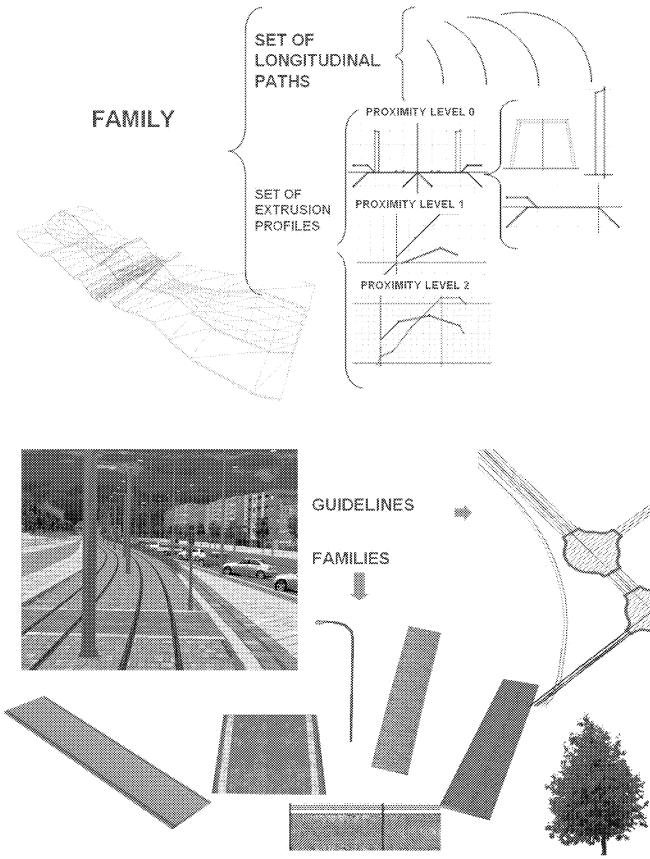 SET OF
LONGITUDINAL
PATHS
FAMILY
PROXIMITY LEVEL 0
SET OF
EXTRUSION
PROFILES
PROXIMITY LEVEL 1
PROXIMITY LEVEL 2
GUIDELINES
FAMILIES